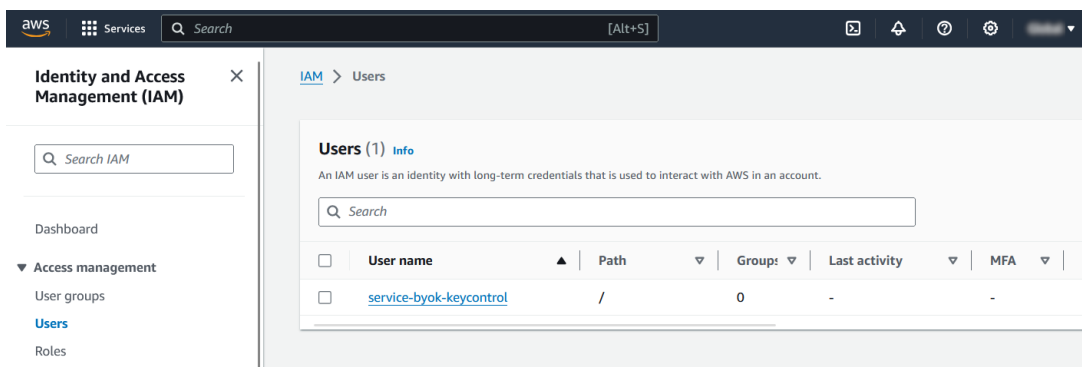 aws Services Search [Alt+S]
Identity and Access
Management (IAM)
Search IAM
Dashboard
Access management
User groups
Users
Roles
IAM > Users
Users (1) Info
An IAM user is an identity with long-term credentials that is used to interact with AWS in an account.
Search
User name Path Groups Last activity MFA
service-byok-keycontrol / 0 - -